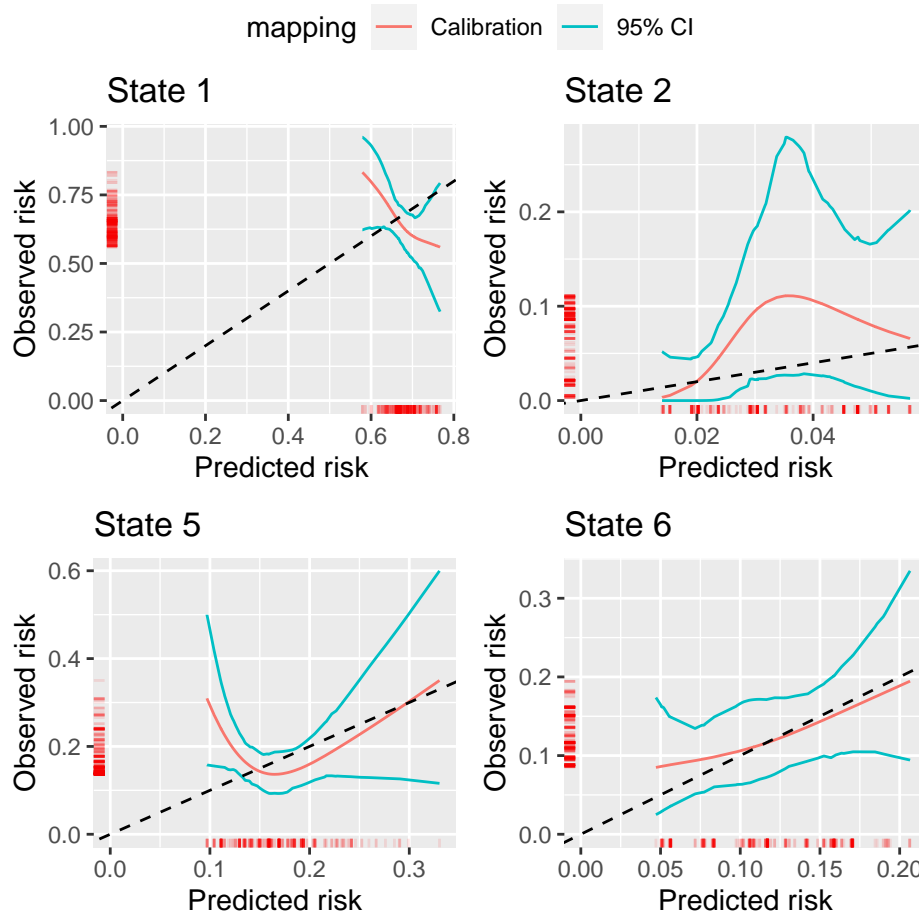 mapping Calibration 95% CI
State 1
Observed risk
1.00
0.75
0.50
0.25
0.00
0.0 0.2 0.4 0.6 0.8
Predicted risk
State 2
Observed risk
0.2
0.1
0.0
0.00 0.02 0.04
Predicted risk
State 5
Observed risk
0.6
0.4
0.2
0.0
0.0 0.1 0.2 0.3
Predicted risk
State 6
Observed risk
0.3
0.2
0.1
0.0
0.00 0.05 0.10 0.15 0.20
Predicted risk